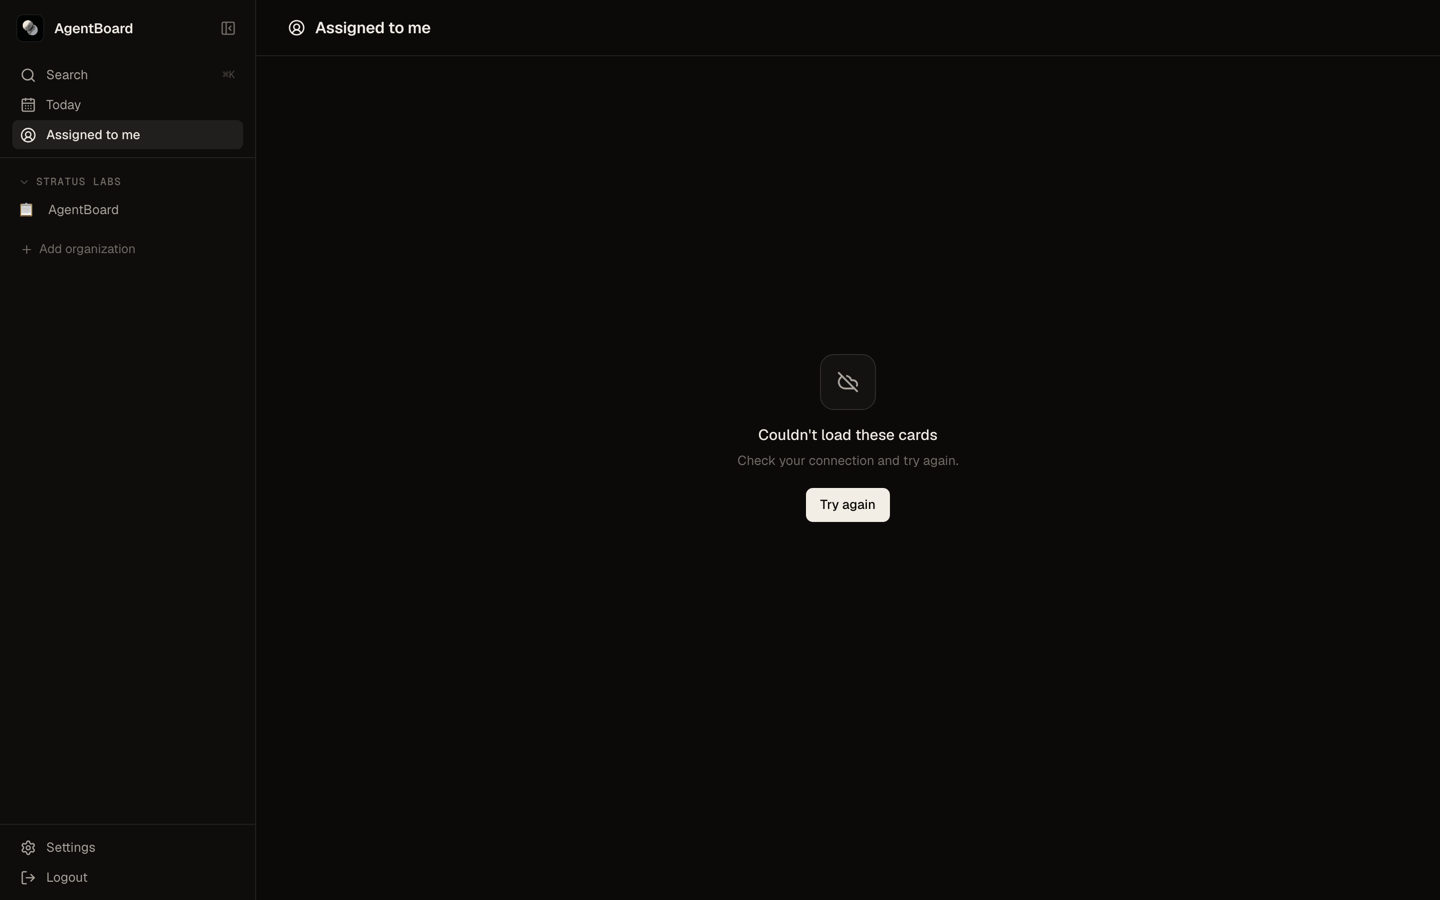 AgentBoard
Search ⌘K
Today
Assigned to me
STRATUS LABS
AgentBoard
Add organization
Settings
Logout
Assigned to me
Couldn't load these cards
Check your connection and try again.
Try again